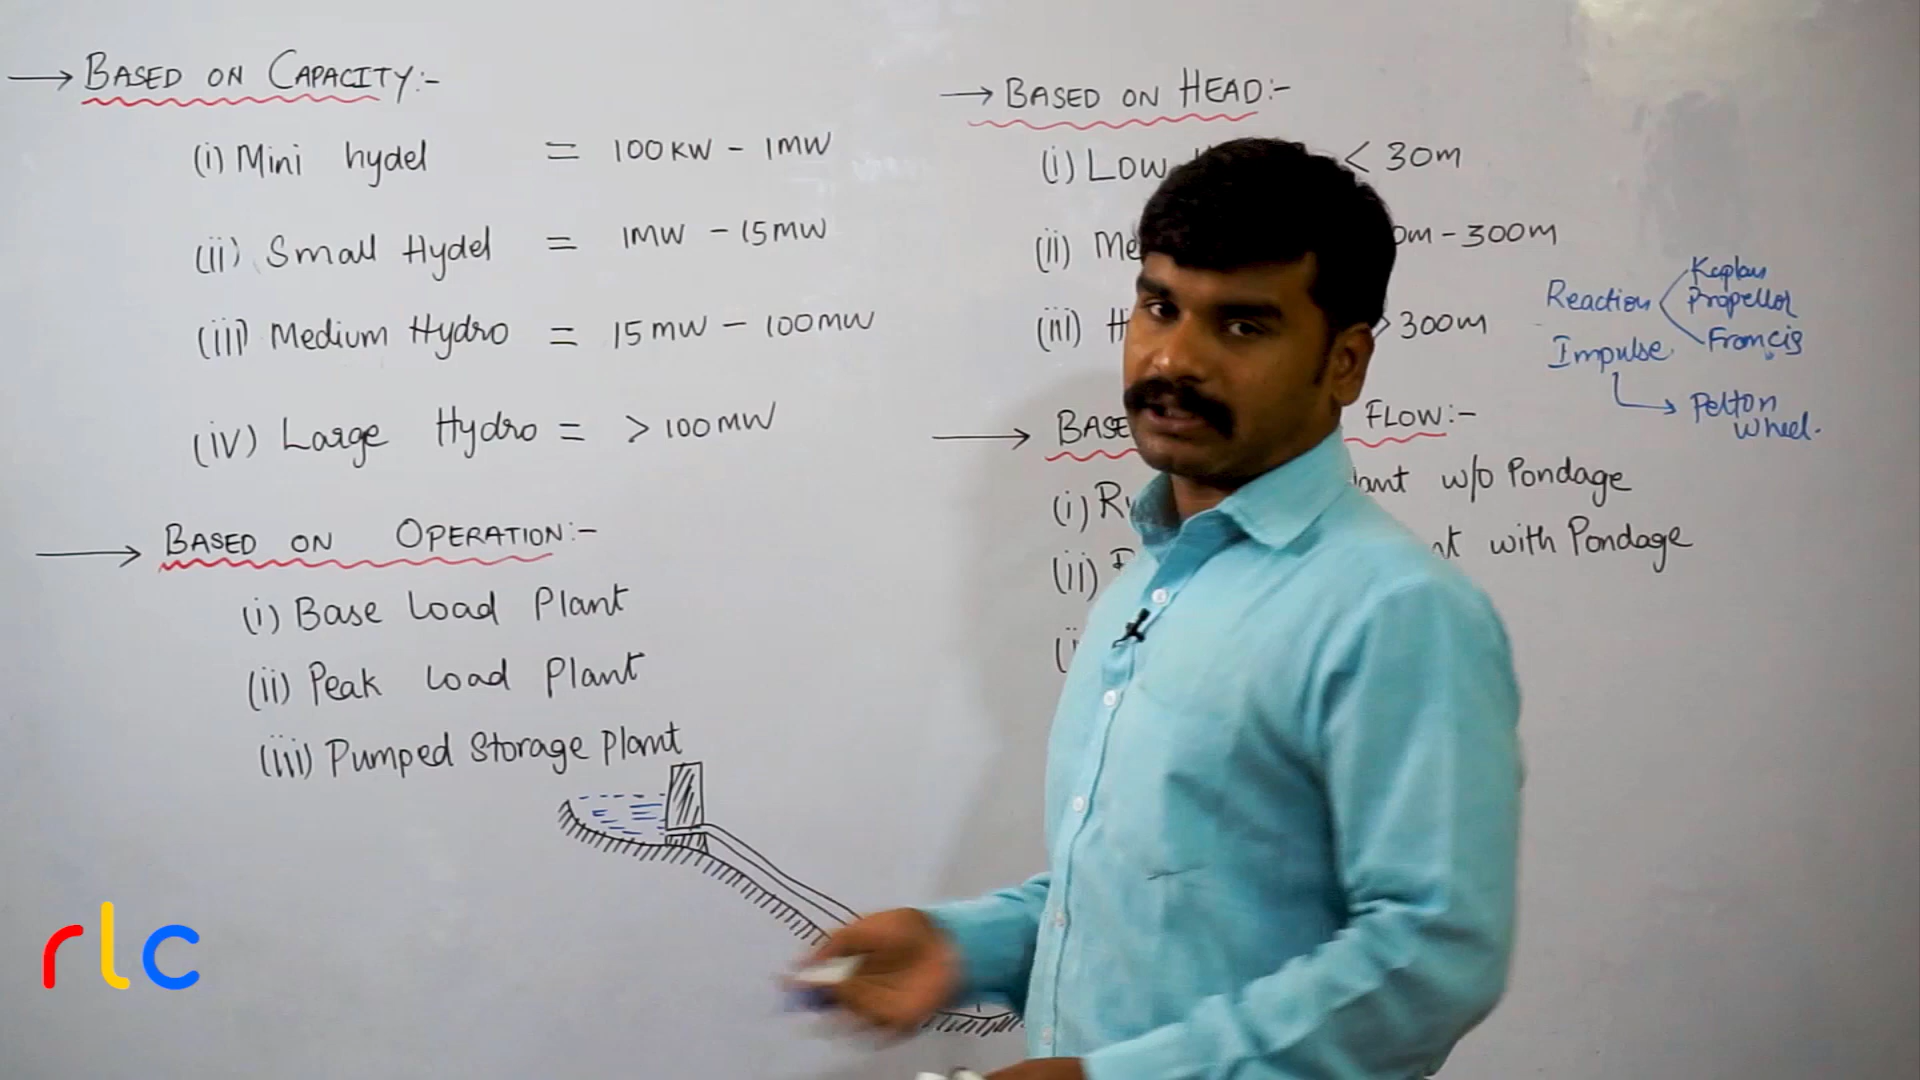 → BASED ON CAPACITY:-
(i) Mini hydel = 100KW - 1MW
(ii) Small Hydel = 1MW - 15MW
(iii) Medium Hydro = 15MW - 100MW
(iv) Large Hydro = > 100MW
→ BASED ON OPERATION:-
(i) Base Load Plant
(ii) Peak Load Plant
(iii) Pumped Storage Plant
→ BASED ON HEAD:-
(i) Low < 30m
(ii) Me 0m - 300m
(iii) H > 300m
Reaction
Kaplan
Propellor
Francis
Impulse
→ Pelton
wheel.
→ BASE FLOW:-
(i) Ru lant w/o Pondage
(ii) nt with Pondage
rlc